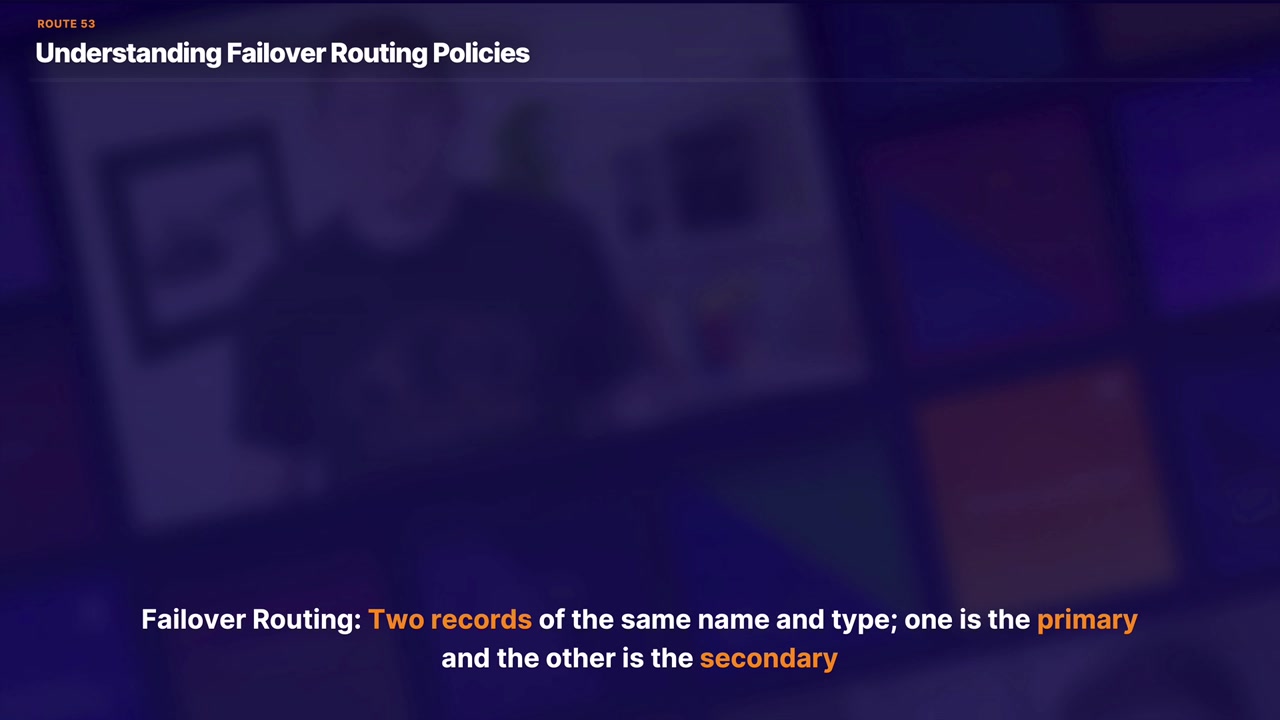 ROUTE 53
Understanding Failover Routing Policies
Failover Routing: Two records of the same name and type; one is the primary
and the other is the secondary